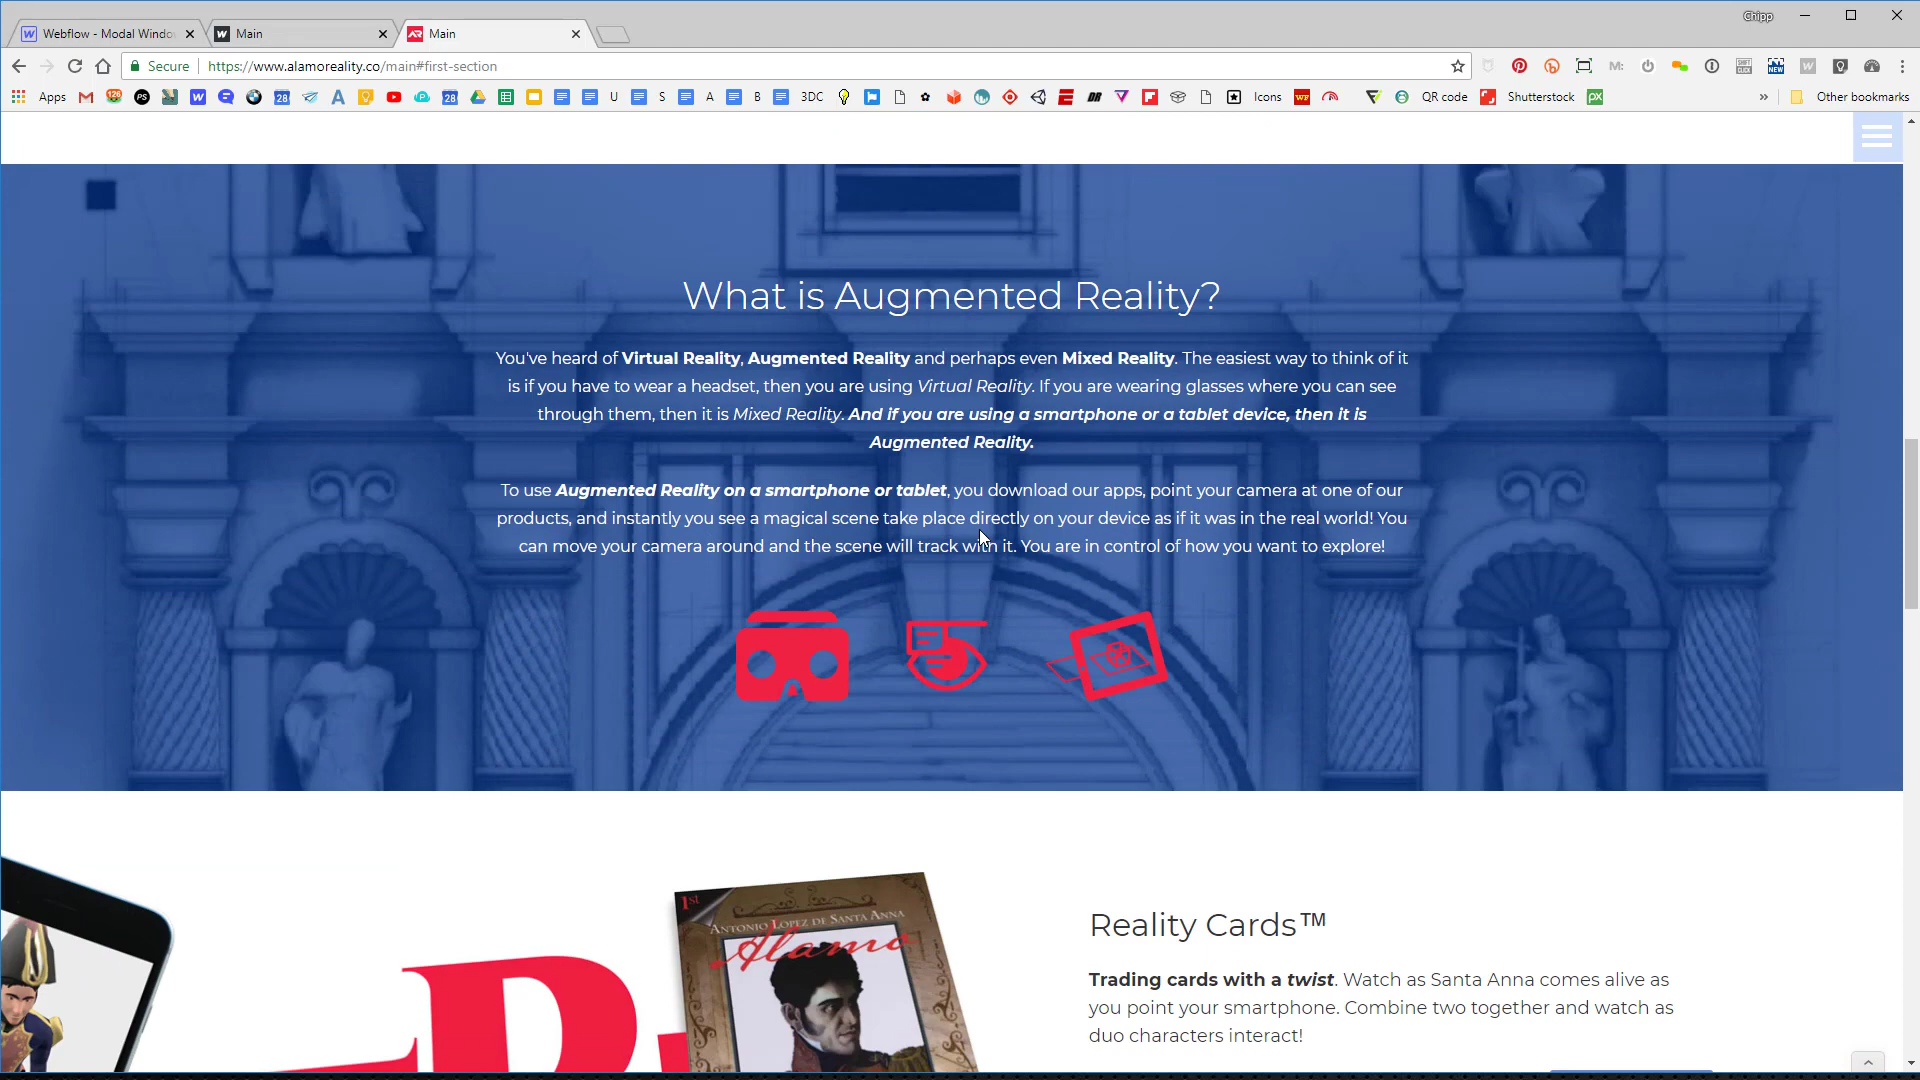 Chipp
Webflow - Modal Windo
Main
Main
Secure
https://www.alamoreality.co/main#first-section
Apps
U
S
A
B
3DC
Icons
QR code
Shutterstock
Other bookmarks
What is Augmented Reality?
You've heard of Virtual Reality, Augmented Reality and perhaps even Mixed Reality. The easiest way to think of it
is if you have to wear a headset, then you are using Virtual Reality. If you are wearing glasses where you can see
through them, then it is Mixed Reality. And if you are using a smartphone or a tablet device, then it is
Augmented Reality.
To use Augmented Reality on a smartphone or tablet, you download our apps, point your camera at one of our
products, and instantly you see a magical scene take place directly on your device as if it was in the real world! You
can move your camera around and the scene will track with it. You are in control of how you want to explore!
1st
ANTONIO LOPEZ DE SANTA ANNA
Alamo
Reality Cards™
Trading cards with a twist. Watch as Santa Anna comes alive as
you point your smartphone. Combine two together and watch as
duo characters interact!